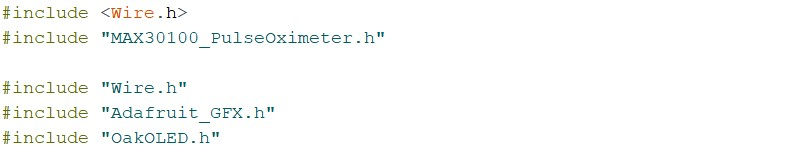 #include <Wire.h>
#include "MAX30100_PulseOximeter.h"
#include "Wire.h"
#include "Adafruit_GFX.h"
#include "OakOLED.h"